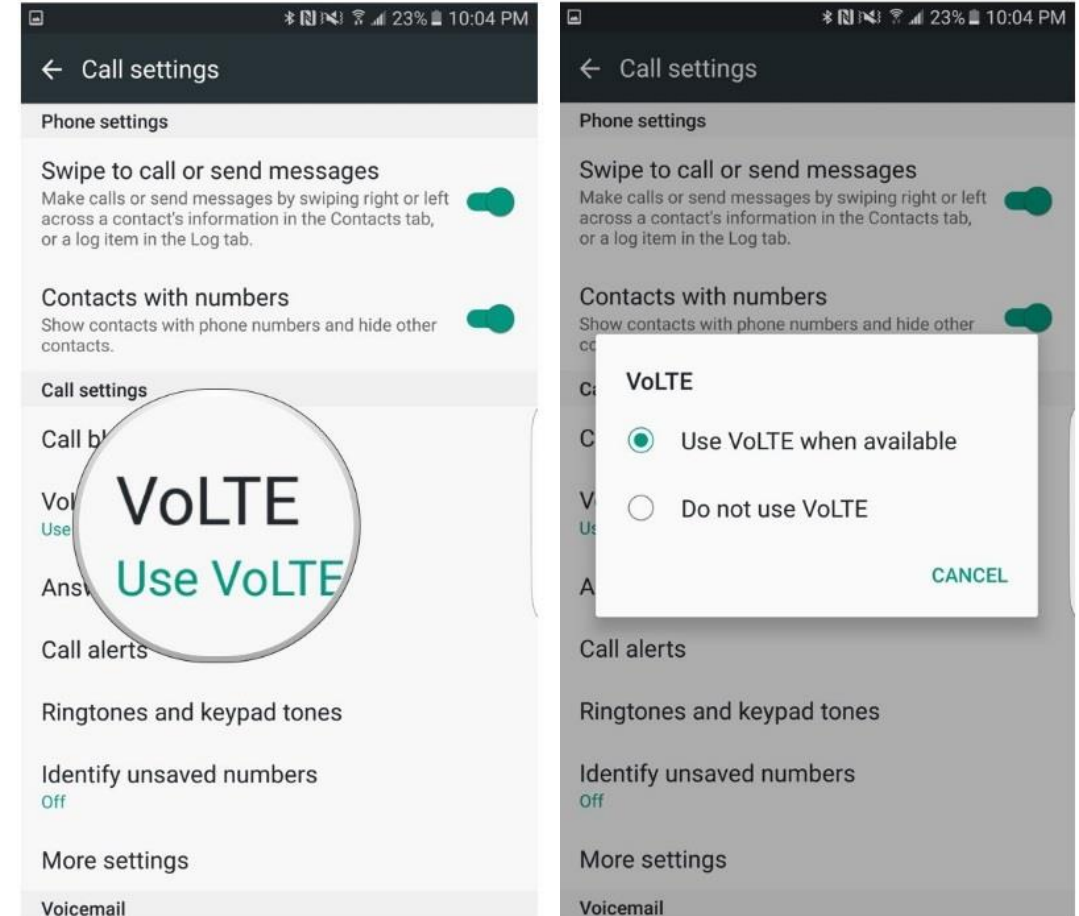 23% 10:04 PM
Call settings
Phone settings
Swipe to call or send messages
Make calls or send messages by swiping right or left
across a contact's information in the Contacts tab,
or a log item in the Log tab.
Contacts with numbers
Show contacts with phone numbers and hide other
contacts.
Call settings
Call bl
VoLTE
Use VoLTE
Call alerts
Ringtones and keypad tones
Identify unsaved numbers
Off
More settings
Voicemail
23% 10:04 PM
Call settings
Phone settings
Swipe to call or send messages
Make calls or send messages by swiping right or left
across a contact's information in the Contacts tab,
or a log item in the Log tab.
Contacts with numbers
Show contacts with phone numbers and hide other
VoLTE
Use VoLTE when available
Do not use VoLTE
CANCEL
Call alerts
Ringtones and keypad tones
Identify unsaved numbers
Off
More settings
Voicemail